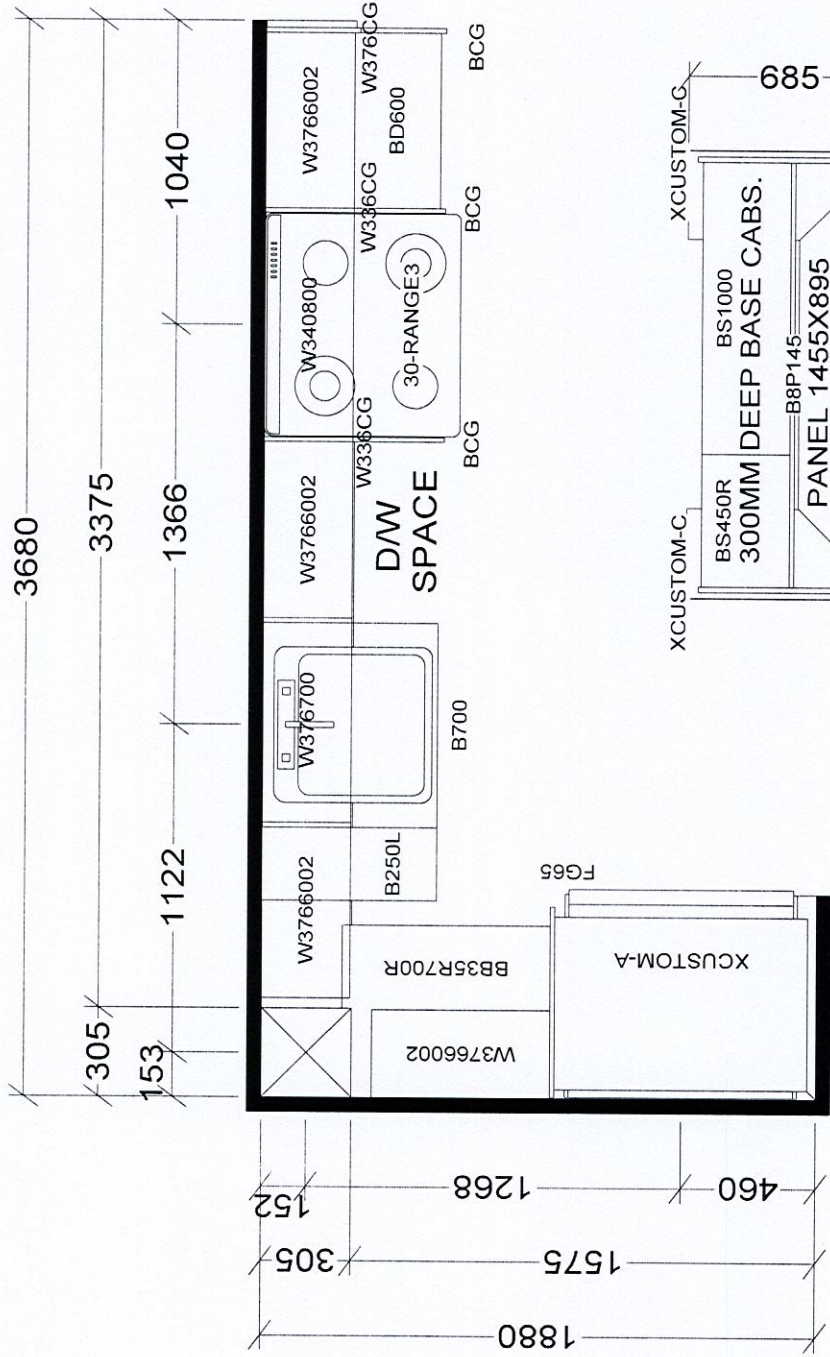 3680
3375
305
1040
1366
1122
153
W3766002
W376CG
BD600
BCG
W336CG
BCG
W340800
30-RANGE3
W336CG
BCG
W3766002
D/W
SPACE
W376700
B700
W3766002
B250L
BB35R700R
W3766002
FG65
XCUSTOM-A
152
1268
460
305
1575
1880
685
XCUSTOM-C
XCUSTOM-C
BS450R
BS1000
300MM DEEP BASE CABS.
B8P145
PANEL 1455X895